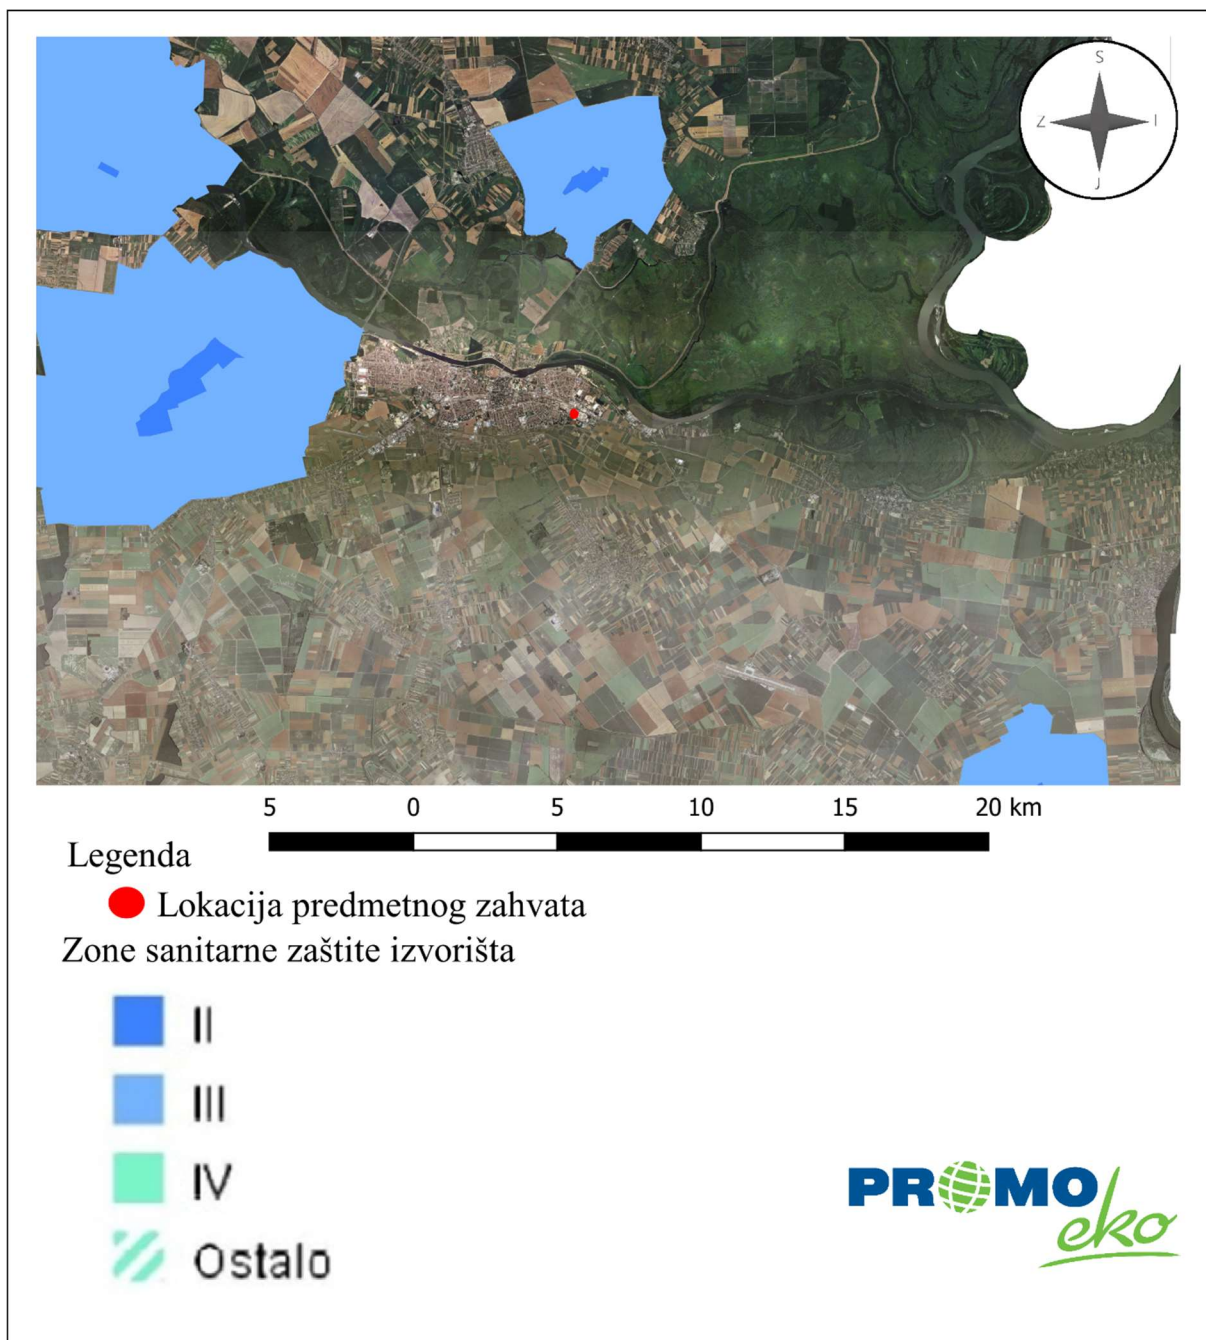 S
Z I
J
5 0 5 10 15 20 km
Legenda
Lokacija predmetnog zahvata
Zone sanitarne zaštite izvorišta
II
III
IV
Ostalo
PROMO
eko